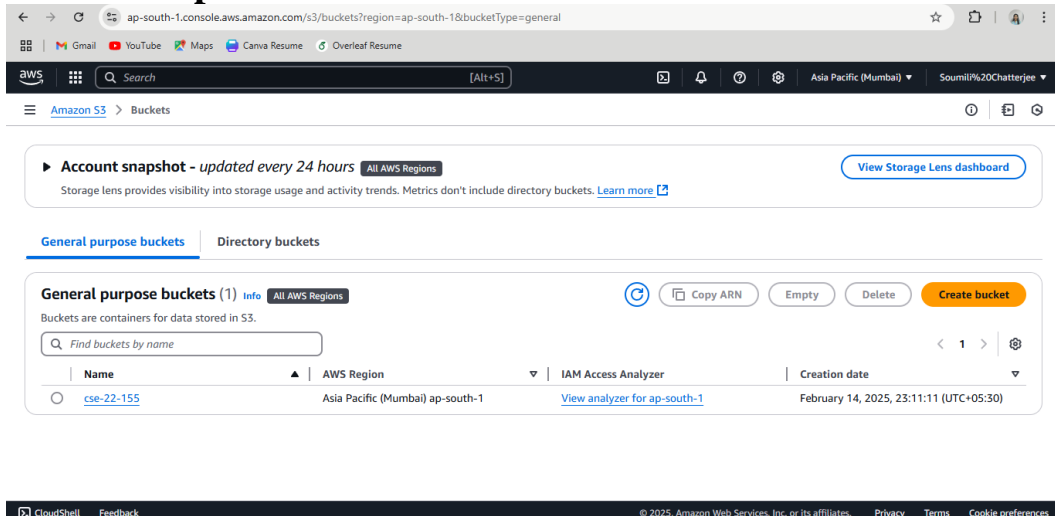 ap-south-1.console.aws.amazon.com/s3/buckets?region=ap-south-1&bucketType=general
Gmail YouTube Maps Canva Resume Overleaf Resume
aws Search [Alt+S] Asia Pacific (Mumbai) ▼ Soumili%20Chatterjee ▼
Amazon S3 > Buckets
Account snapshot - updated every 24 hours All AWS Regions View Storage Lens dashboard
Storage lens provides visibility into storage usage and activity trends. Metrics don't include directory buckets. Learn more
General purpose buckets Directory buckets
General purpose buckets (1) Info All AWS Regions Copy ARN Empty Delete Create bucket
Buckets are containers for data stored in S3.
Find buckets by name < 1 >
Name AWS Region IAM Access Analyzer Creation date
cse-22-155 Asia Pacific (Mumbai) ap-south-1 View analyzer for ap-south-1 February 14, 2025, 23:11:11 (UTC+05:30)
CloudShell Feedback © 2025, Amazon Web Services, Inc. or its affiliates. Privacy Terms Cookie preferences